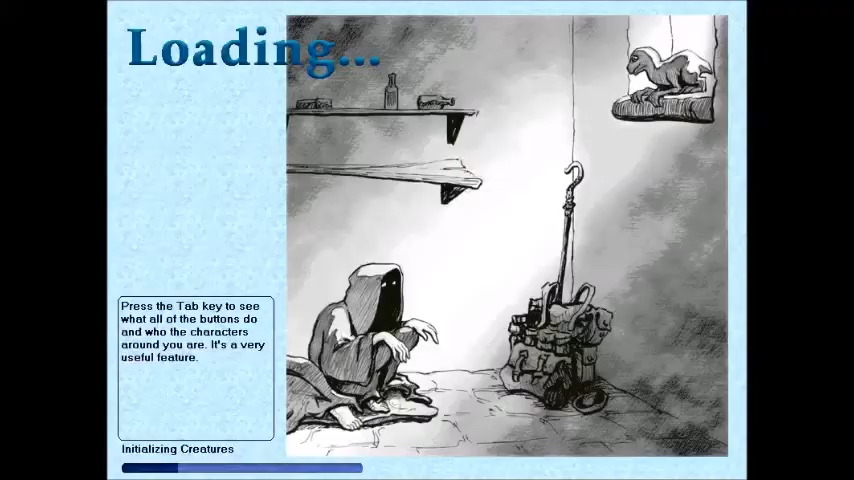 Loading...
Press the Tab key to see
what all of the buttons do
and who the characters
around you are. It's a very
useful feature.
Initializing Creatures